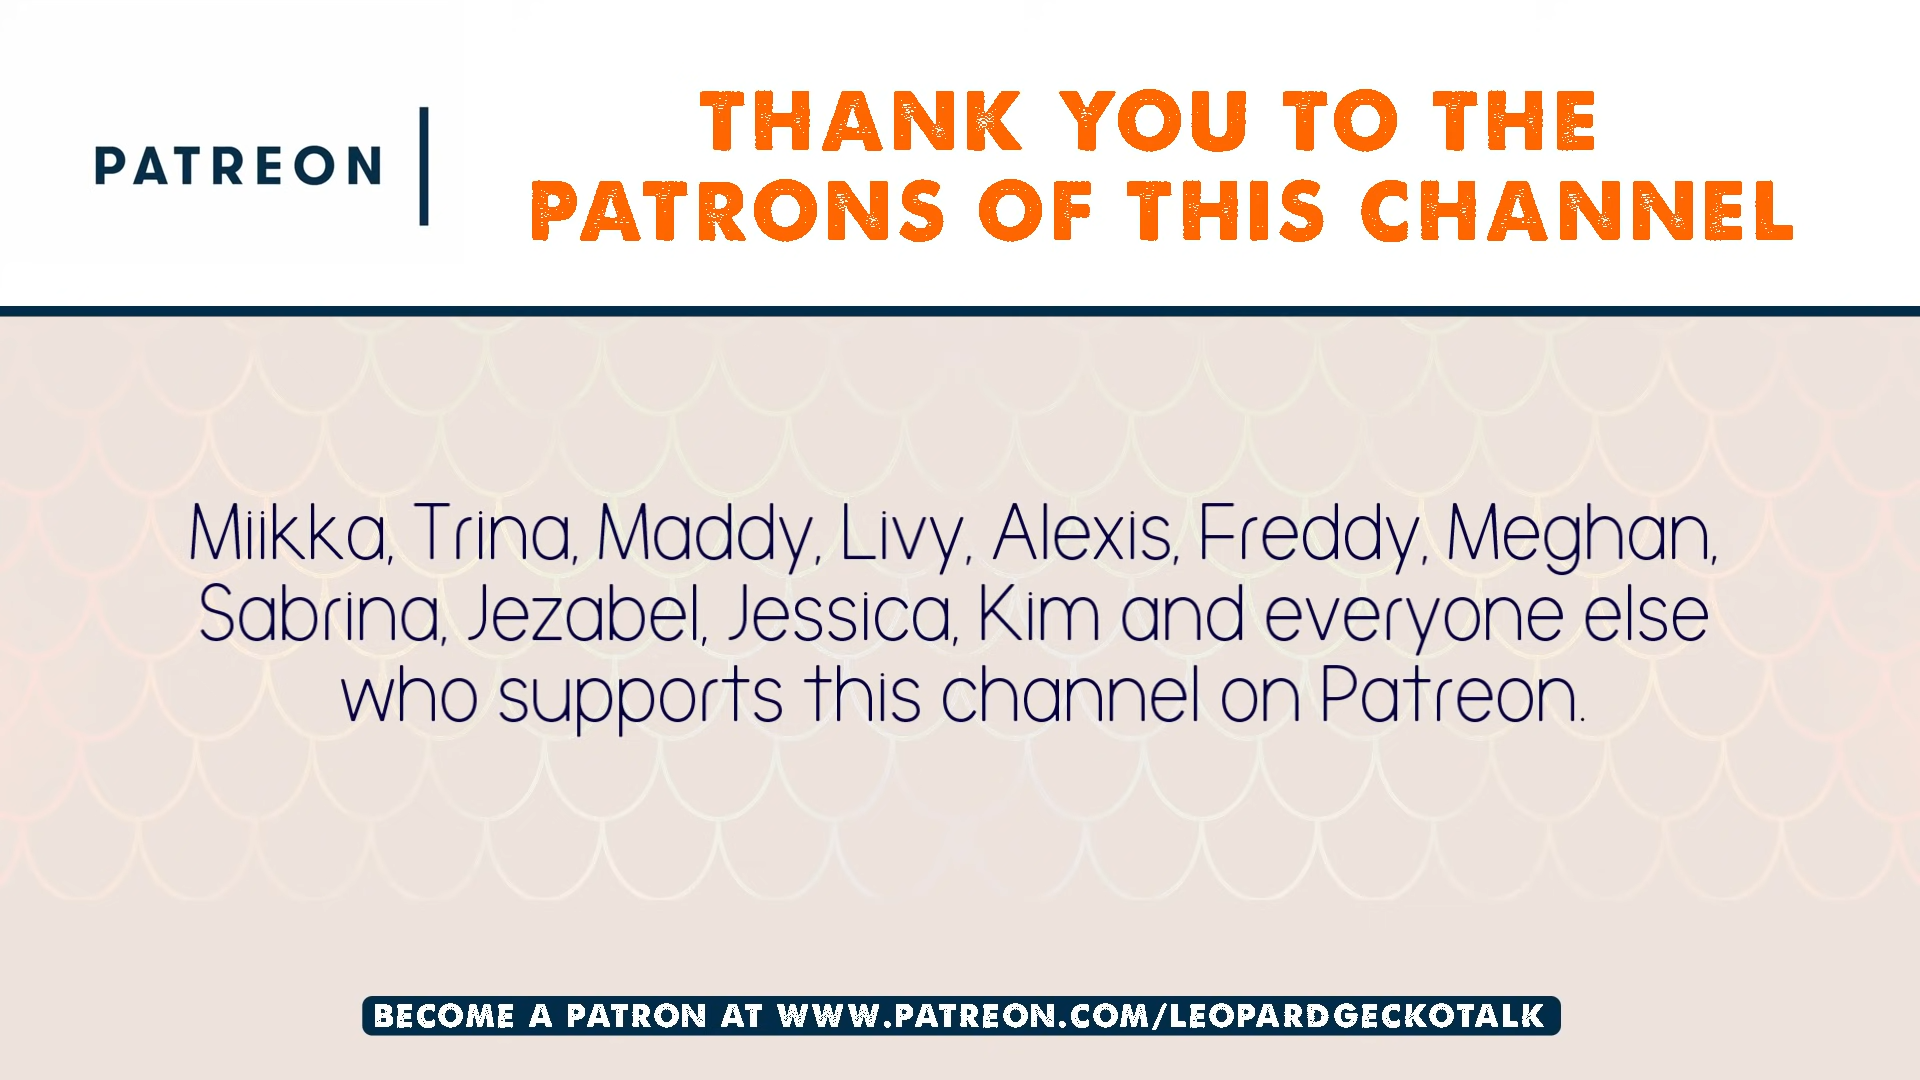 PATREON
THANK YOU TO THE
PATRONS OF THIS CHANNEL
Miikka, Trina, Maddy, Livy, Alexis, Freddy, Meghan,
Sabrina, Jezabel, Jessica, Kim and everyone else
who supports this channel on Patreon.
BECOME A PATRON AT WWW.PATREON.COM/LEOPARDGECKOTALK